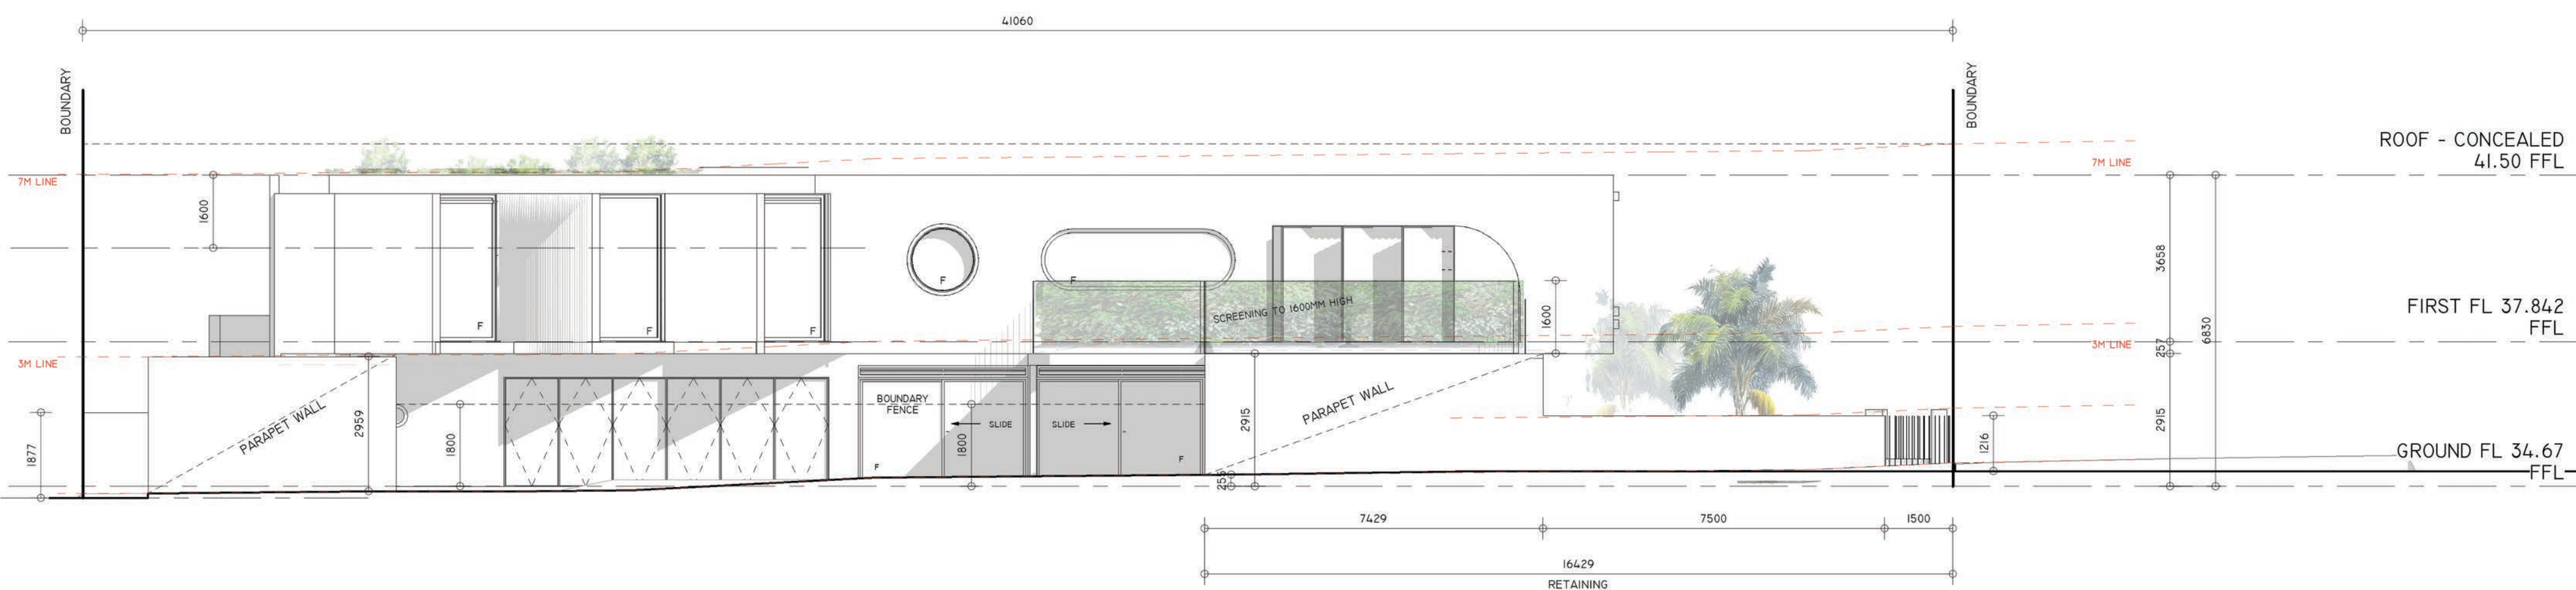 41060
BOUNDARY
BOUNDARY
ROOF - CONCEALED
41.50 FFL
7M LINE
7M LINE
1600
3658
F
F
F
F
F
SCREENING TO 1600MM HIGH
1600
FIRST FL 37.842
FFL
6830
257
3M LINE
3M LINE
BOUNDARY
FENCE
PARAPET WALL
PARAPET WALL
2959
1800
1800
SLIDE
SLIDE
2915
2915
1877
1216
F
F
GROUND FL 34.67
FFL
7429
7500
1500
16429
RETAINING